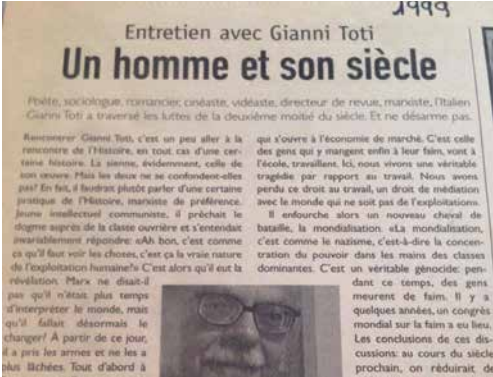 1999
Entretien avec Gianni Toti
Un homme et son siècle
Poète, sociologue, romancier, cinéaste, vidéaste, directeur de revue, marxiste, l'Italien
Gianni Toti a traversé les luttes de la deuxième moitié du siècle. Et ne désarme pas.
Rencontrer Gianni Toti, c'est un peu aller à la
rencontre de l'Histoire, en tout cas d'une cer-
taine histoire. La sienne, évidemment, celle de
son œuvre. Mais les deux ne se confondent-elles
pas? En fait, il faudrait plutôt parler d'une certaine
pratique de l'Histoire, marxiste de préférence.
Jeune intellectuel communiste, il prêchait le
dogme auprès de la classe ouvrière et s'entendait
invariablement répondre: «Ah bon, c'est comme
ça qu'il faut voir les choses, c'est ça la vraie nature
de l'exploitation humaine!» C'est alors qu'il eut la
révélation. Marx ne disait-il
pas qu'il n'était plus temps
d'interpréter le monde, mais
qu'il fallait désormais le
changer? A partir de ce jour,
il a pris les armes et ne les a
plus lâchées. Tout d'abord à
qui s'ouvre à l'économie de marché. C'est celle
des gens qui y mangent enfin à leur faim, vont à
l'école, travaillent. Ici, nous vivons une véritable
tragédie par rapport au travail. Nous avons
perdu ce droit au travail, un droit de médiation
avec le monde qui ne soit pas de l'exploitation».
Il enfourche alors un nouveau cheval de
bataille, la mondialisation. «La mondialisation,
c'est comme le nazisme, c'est-à-dire la concen-
tration du pouvoir dans les mains des classes
dominantes. C'est un véritable génocide: pen-
dant ce temps, des gens
meurent de faim. Il y a
quelques années, un congrès
mondial sur la faim a eu lieu.
Les conclusions de ces dis-
cussions: au cours du siècle
prochain, on réduirait de